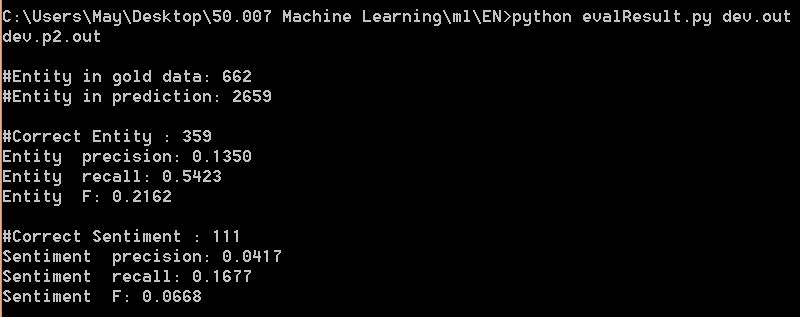 C:\Users\May\Desktop\50.007 Machine Learning\ml\EN>python evalResult.py dev.out
dev.p2.out
#Entity in gold data: 662
#Entity in prediction: 2659
#Correct Entity : 359
Entity  precision: 0.1350
Entity  recall: 0.5423
Entity  F: 0.2162
#Correct Sentiment : 111
Sentiment  precision: 0.0417
Sentiment  recall: 0.1677
Sentiment  F: 0.0668